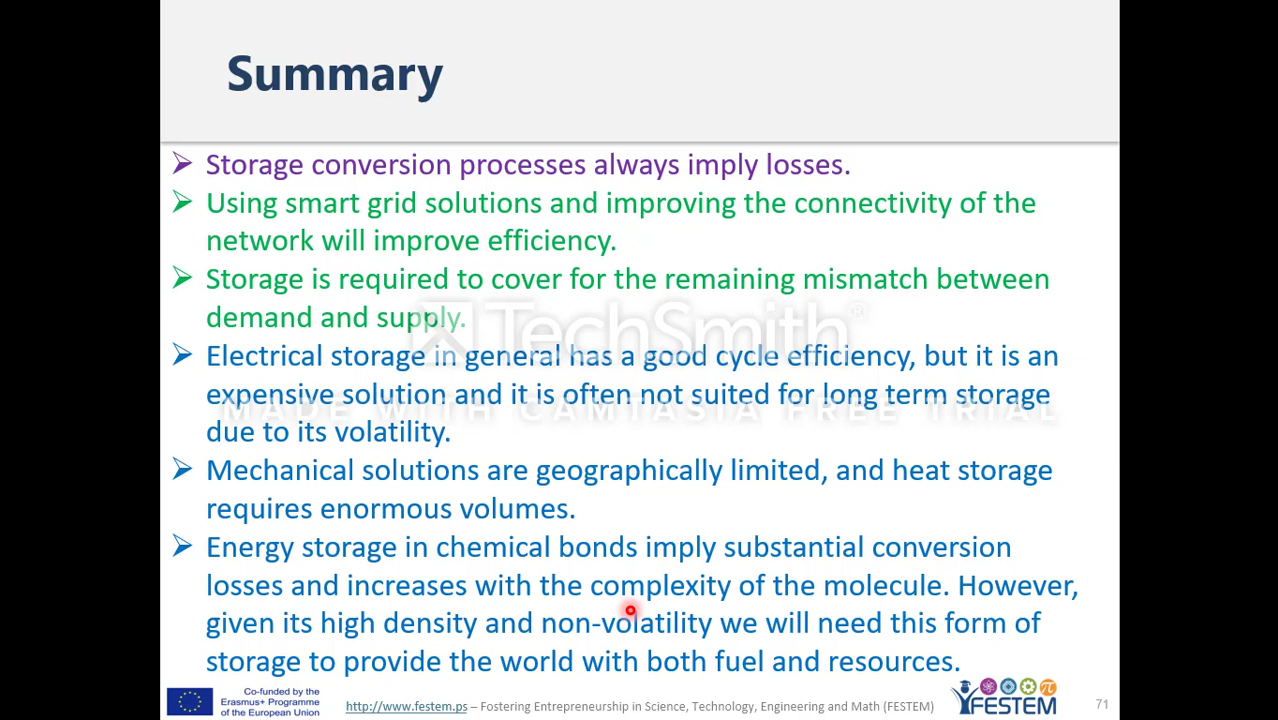 Summary
➢ Storage conversion processes always imply losses.
➢ Using smart grid solutions and improving the connectivity of the
network will improve efficiency.
➢ Storage is required to cover for the remaining mismatch between
demand and supply.
TechSmith®
➢ Electrical storage in general has a good cycle efficiency, but it is an
expensive solution and it is often not suited for long term storage
MADE WITH CAMTASIA FREE TRIAL
due to its volatility.
➢ Mechanical solutions are geographically limited, and heat storage
requires enormous volumes.
➢ Energy storage in chemical bonds imply substantial conversion
losses and increases with the complexity of the molecule. However,
given its high density and non-volatility we will need this form of
storage to provide the world with both fuel and resources.
Co-funded by the
Erasmus+ Programme
of the European Union
http://www.festem.ps – Fostering Entrepreneurship in Science, Technology, Engineering and Math (FESTEM)
FESTEM
71